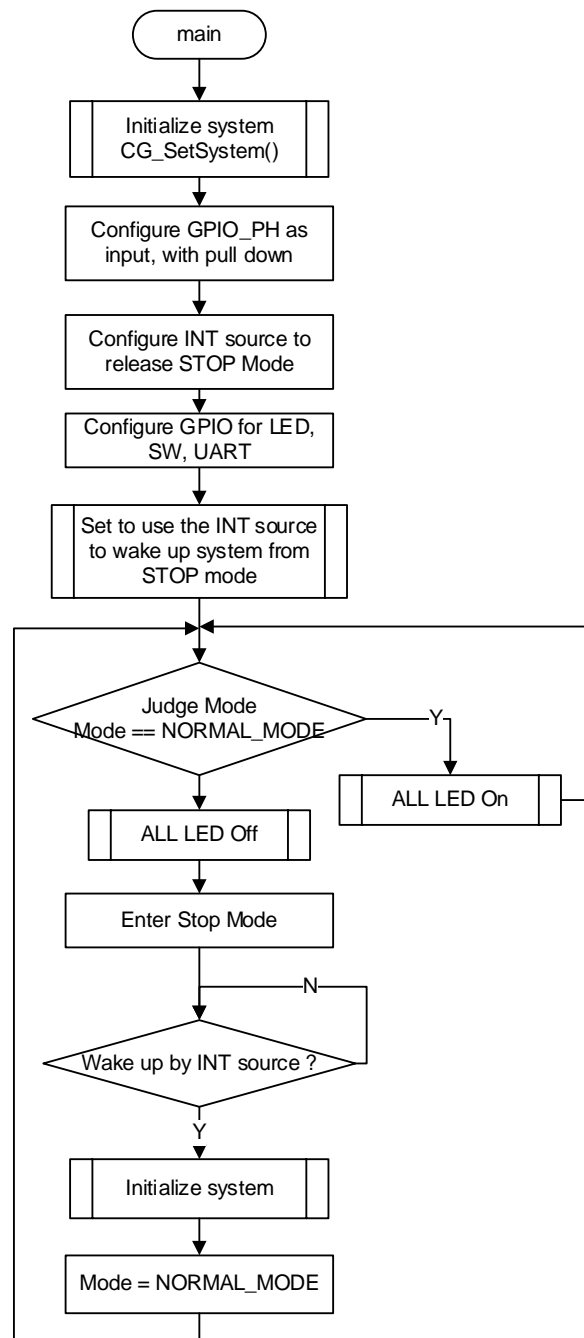 main
Initialize system
CG_SetSystem()
Configure GPIO_PH as
input, with pull down
Configure INT source to
release STOP Mode
Configure GPIO for LED,
SW, UART
Set to use the INT source
to wake up system from
STOP mode
Judge Mode
Mode == NORMAL_MODE
Y
ALL LED On
ALL LED Off
Enter Stop Mode
N
Wake up by INT source ?
Y
Initialize system
Mode = NORMAL_MODE